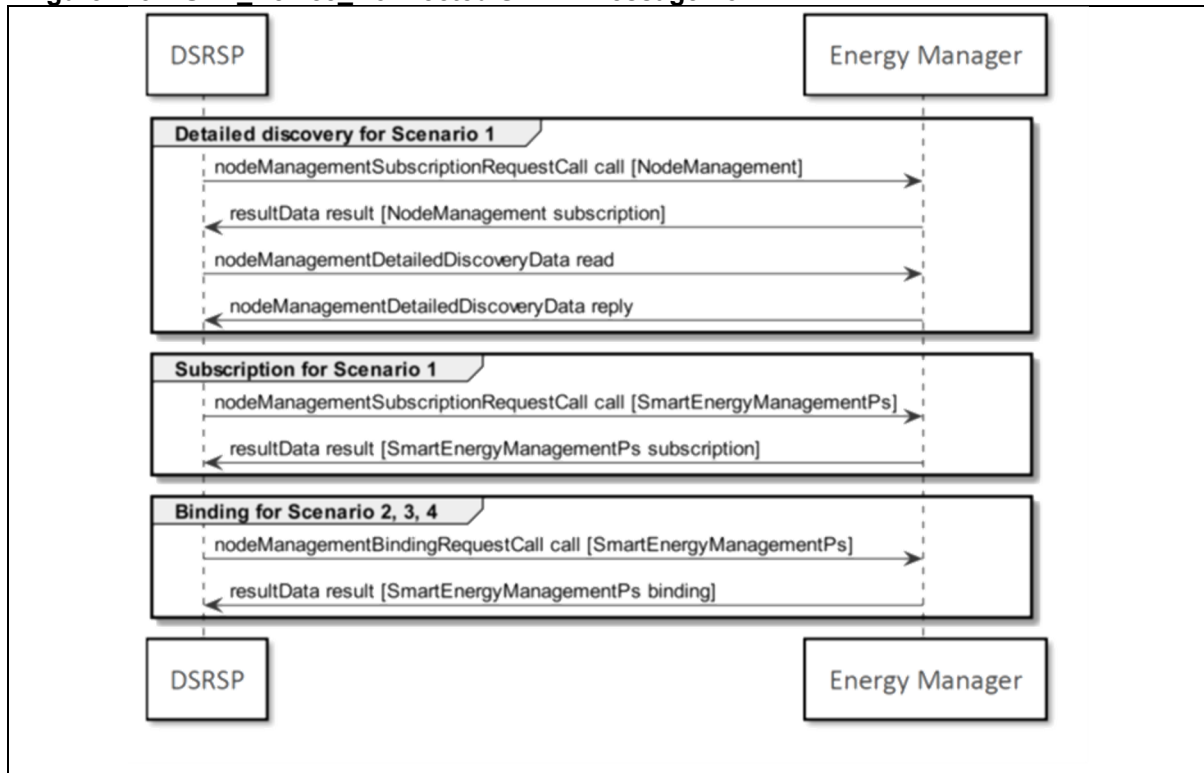 DSRSP
Energy Manager
Detailed discovery for Scenario 1
nodeManagementSubscriptionRequestCall call [NodeManagement]
resultData result [NodeManagement subscription]
nodeManagementDetailedDiscoveryData read
nodeManagementDetailedDiscoveryData reply
Subscription for Scenario 1
nodeManagementSubscriptionRequestCall call [SmartEnergyManagementPs]
resultData result [SmartEnergyManagementPs subscription]
Binding for Scenario 2, 3, 4
nodeManagementBindingRequestCall call [SmartEnergyManagementPs]
resultData result [SmartEnergyManagementPs binding]
DSRSP
Energy Manager